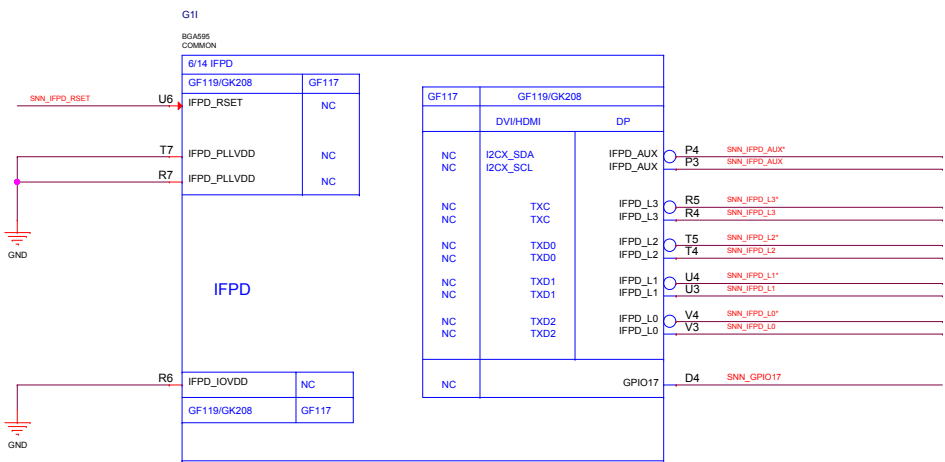 G1I
BGA595
COMMON
6/14 IFPD
GF119/GK208 GF117
SNN_IFPD_RSET U6 IFPD_RSET NC
T7 IFPD_PLLVDD NC
R7 IFPD_PLLVDD NC
GND
IFPD
R6 IFPD_IOVDD NC
GF119/GK208 GF117
GND
GF117 GF119/GK208
DVI/HDMI DP
NC I2CX_SDA IFPD_AUX P4 SNN_IFPD_AUX*
NC I2CX_SCL IFPD_AUX P3 SNN_IFPD_AUX
NC TXC IFPD_L3 R5 SNN_IFPD_L3*
NC TXC IFPD_L3 R4 SNN_IFPD_L3
NC TXD0 IFPD_L2 T5 SNN_IFPD_L2*
NC TXD0 IFPD_L2 T4 SNN_IFPD_L2
NC TXD1 IFPD_L1 U4 SNN_IFPD_L1*
NC TXD1 IFPD_L1 U3 SNN_IFPD_L1
NC TXD2 IFPD_L0 V4 SNN_IFPD_L0*
NC TXD2 IFPD_L0 V3 SNN_IFPD_L0
NC GPIO17 D4 SNN_GPIO17